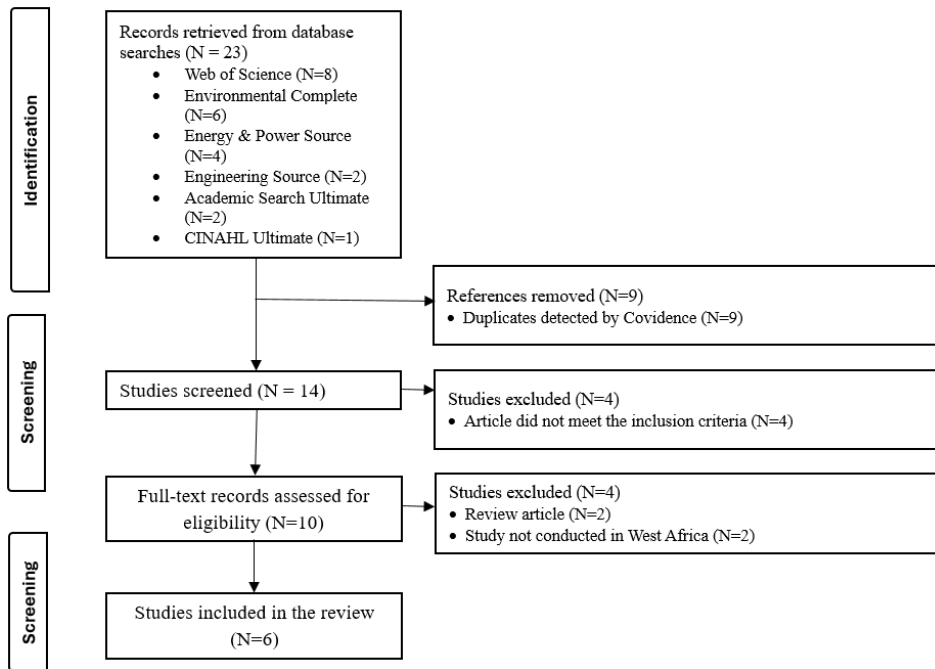 Identification
Records retrieved from database
searches (N = 23)
• Web of Science (N=8)
• Environmental Complete
(N=6)
• Energy & Power Source
(N=4)
• Engineering Source (N=2)
• Academic Search Ultimate
(N=2)
• CINAHL Ultimate (N=1)
References removed (N=9)
• Duplicates detected by Covidence (N=9)
Screening
Studies screened (N = 14)
Studies excluded (N=4)
• Article did not meet the inclusion criteria (N=4)
Full-text records assessed for
eligibility (N=10)
Studies excluded (N=4)
• Review article (N=2)
• Study not conducted in West Africa (N=2)
Screening
Studies included in the review
(N=6)